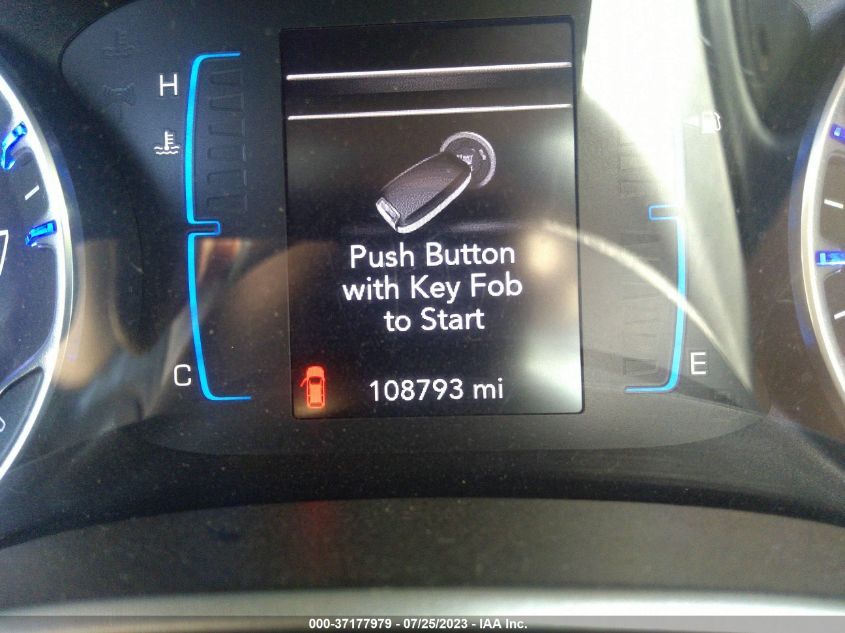 H
Push Button
with Key Fob
to Start
C
E
108793 mi
000-37177979 - 07/25/2023 - IAA Inc.